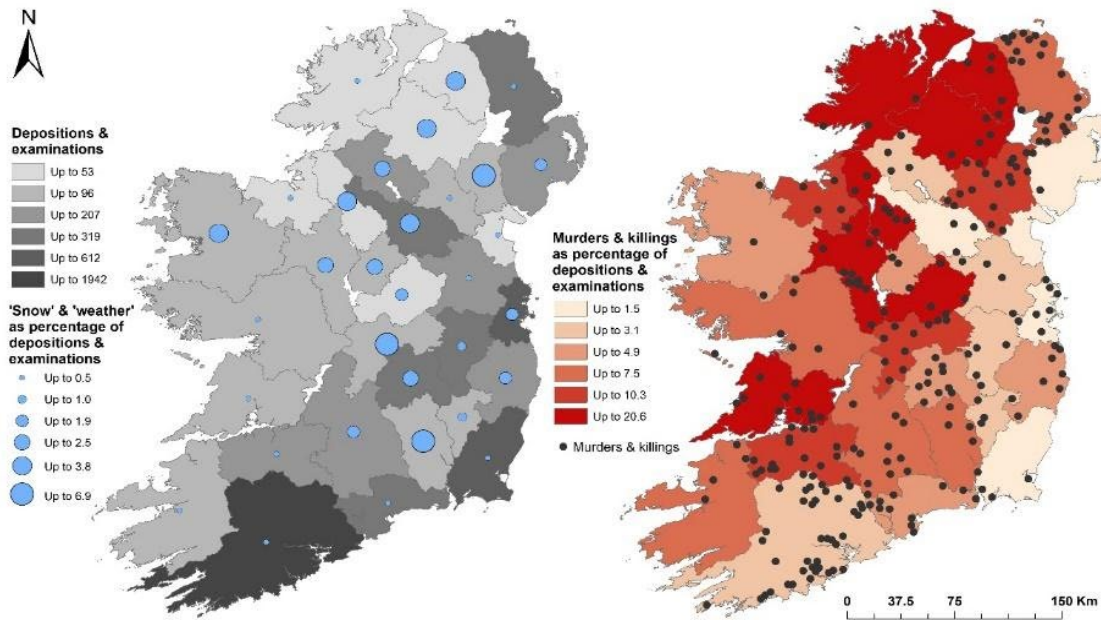 N
Depositions &
examinations
Up to 53
Up to 96
Up to 207
Up to 319
Up to 612
Up to 1942
'Snow' & 'weather'
as percentage of
depositions &
examinations
Up to 0.5
Up to 1.0
Up to 1.9
Up to 2.5
Up to 3.8
Up to 6.9
Murders & killings
as percentage of
depositions &
examinations
Up to 1.5
Up to 3.1
Up to 4.9
Up to 7.5
Up to 10.3
Up to 20.6
Murders & killings
0 37.5 75 150 Km